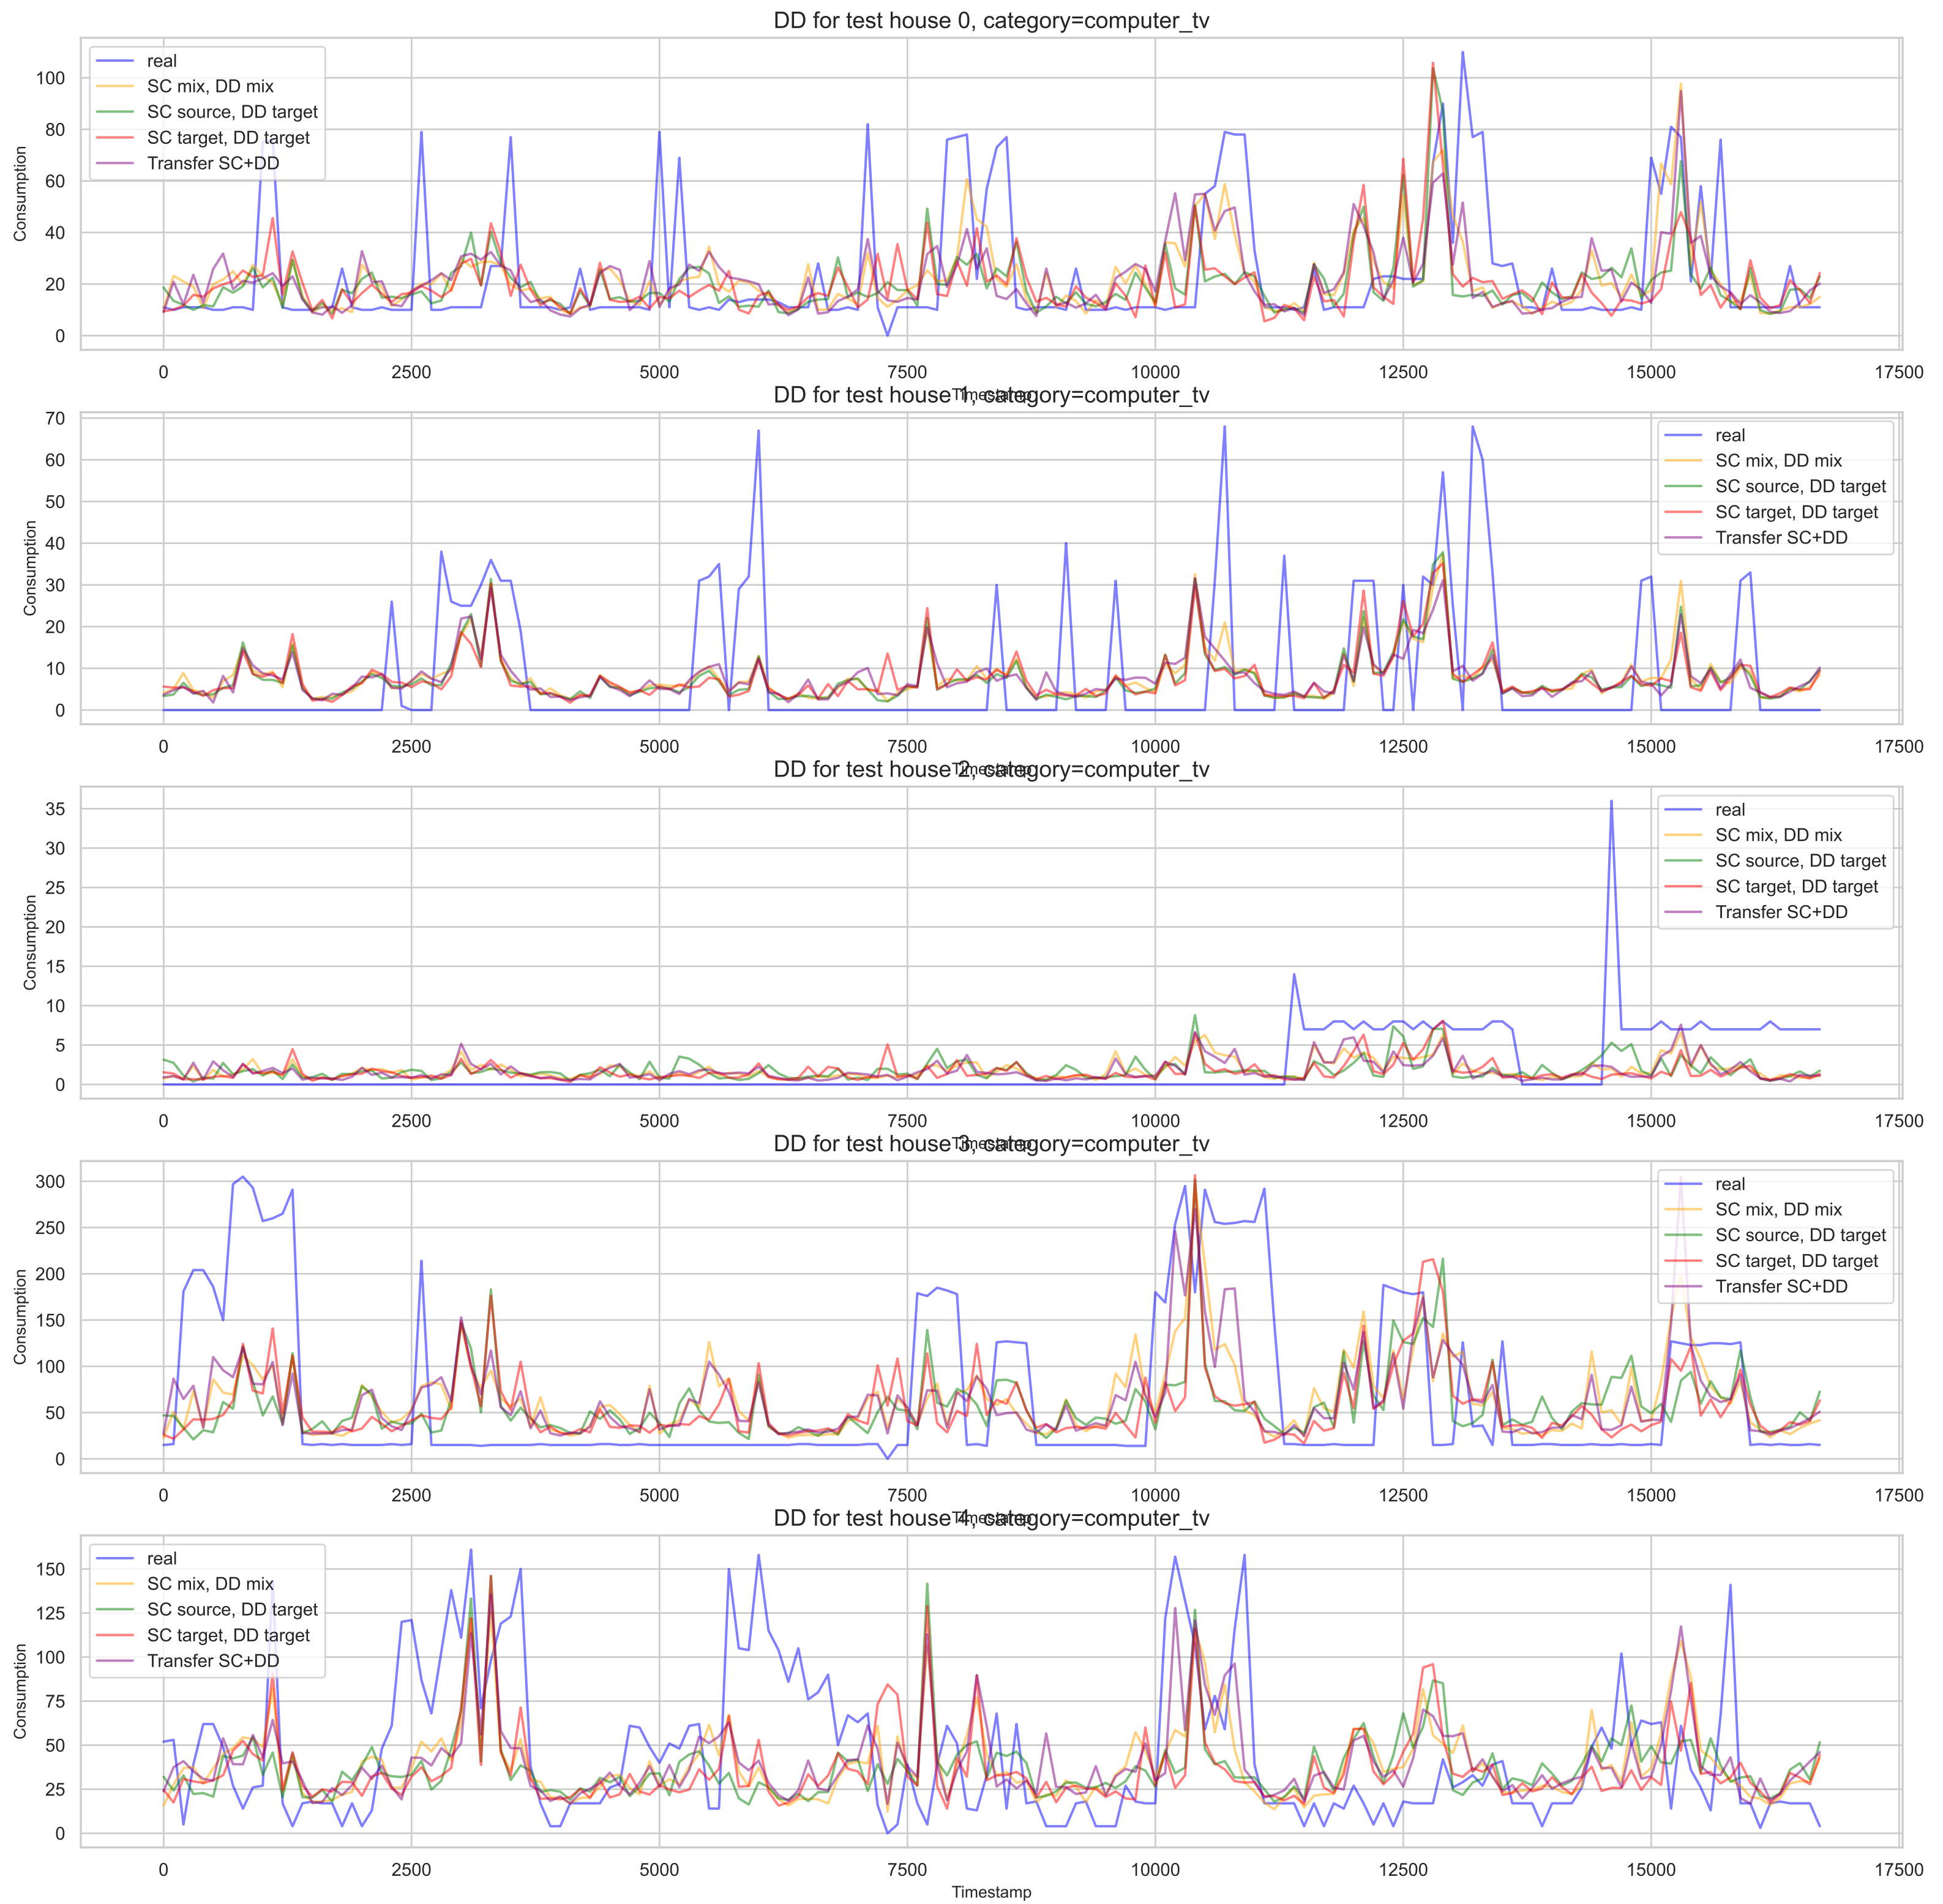 DD for test house 0, category=computer_tv
real
SC mix, DD mix
SC source, DD target
SC target, DD target
Transfer SC+DD
Consumption
100
80
60
40
20
0
0 2500 5000 7500 10000 12500 15000 17500
Timestamp
DD for test house 1, category=computer_tv
real
SC mix, DD mix
SC source, DD target
SC target, DD target
Transfer SC+DD
Consumption
70
60
50
40
30
20
10
0
0 2500 5000 7500 10000 12500 15000 17500
Timestamp
DD for test house 2, category=computer_tv
real
SC mix, DD mix
SC source, DD target
SC target, DD target
Transfer SC+DD
Consumption
35
30
25
20
15
10
5
0
0 2500 5000 7500 10000 12500 15000 17500
Timestamp
DD for test house 3, category=computer_tv
real
SC mix, DD mix
SC source, DD target
SC target, DD target
Transfer SC+DD
Consumption
300
250
200
150
100
50
0
0 2500 5000 7500 10000 12500 15000 17500
Timestamp
DD for test house 4, category=computer_tv
real
SC mix, DD mix
SC source, DD target
SC target, DD target
Transfer SC+DD
Consumption
150
125
100
75
50
25
0
0 2500 5000 7500 10000 12500 15000 17500
Timestamp